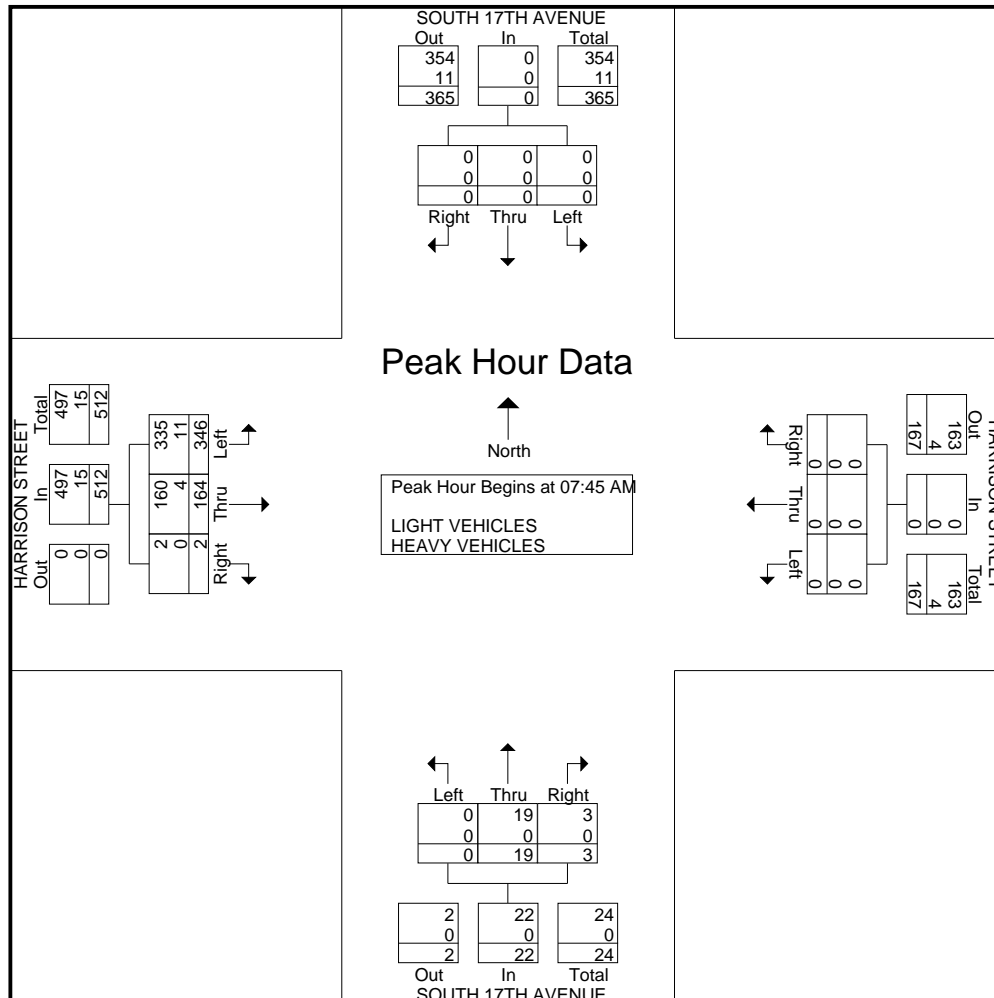 SOUTH 17TH AVENUE
Out In Total
354 0 354
11 0 11
365 0 365
0 0 0
0 0 0
0 0 0
Right Thru Left
Peak Hour Data
North
Peak Hour Begins at 07:45 AM
LIGHT VEHICLES
HEAVY VEHICLES
HARRISON STREET
Out In Total
0 497 497
0 15 15
0 512 512
2 160 335
0 4 11
2 164 346
Right Thru Left
HARRISON STREET
Out In Total
163 0 163
4 0 4
167 0 167
Right Thru Left
0 0 0
0 0 0
0 0 0
Left Thru Right
0 19 3
0 0 0
0 19 3
2 22 24
0 0 0
2 22 24
Out In Total
SOUTH 17TH AVENUE